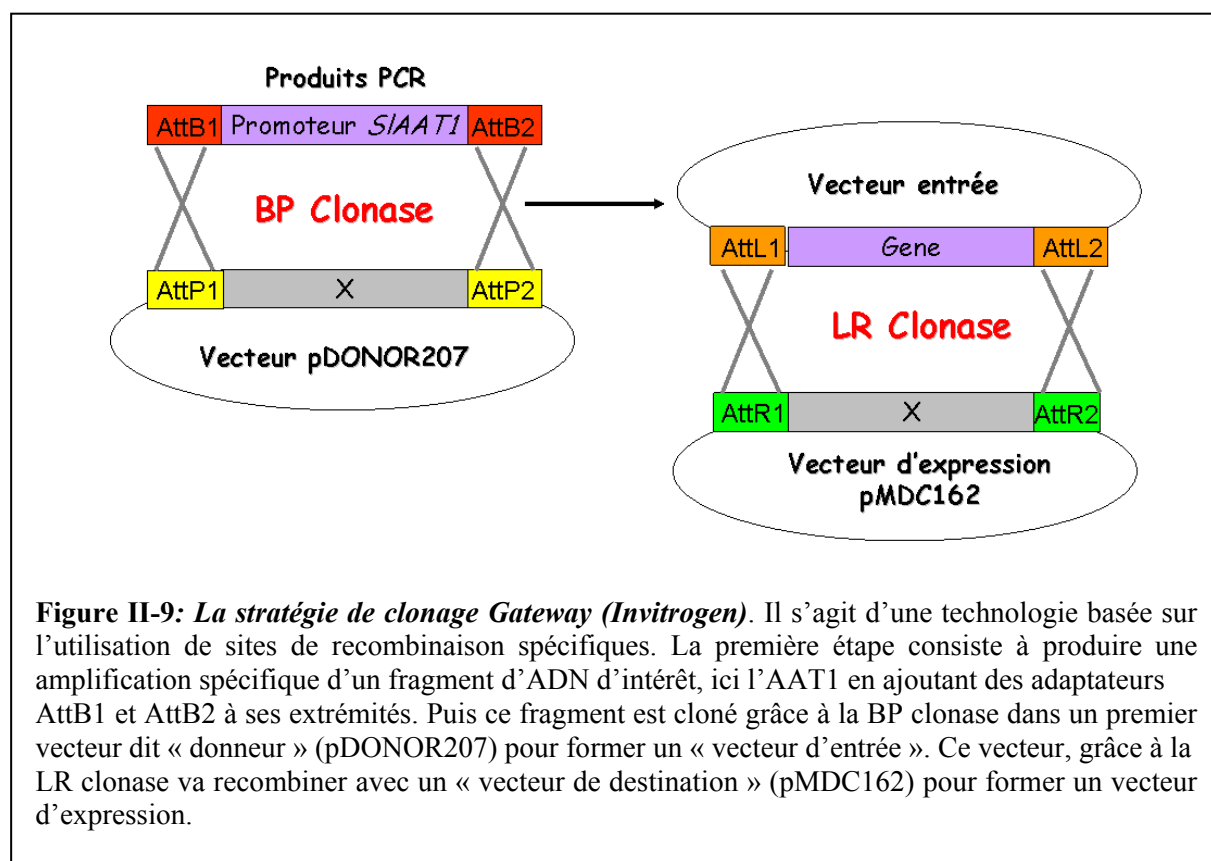 Produits PCR
AttB1 Promoteur SlAAT1 AttB2
BP Clonase
AttP1 X AttP2
Vecteur pDONOR207
Vecteur entrée
AttL1 Gene AttL2
LR Clonase
AttR1 X AttR2
Vecteur d'expression
pMDC162
Figure II-9: La stratégie de clonage Gateway (Invitrogen). Il s'agit d'une technologie basée sur
l'utilisation de sites de recombinaison spécifiques. La première étape consiste à produire une
amplification spécifique d'un fragment d'ADN d'intérêt, ici l'AAT1 en ajoutant des adaptateurs
AttB1 et AttB2 à ses extrémités. Puis ce fragment est cloné grâce à la BP clonase dans un premier
vecteur dit « donneur » (pDONOR207) pour former un « vecteur d'entrée ». Ce vecteur, grâce à la
LR clonase va recombiner avec un « vecteur de destination » (pMDC162) pour former un vecteur
d'expression.